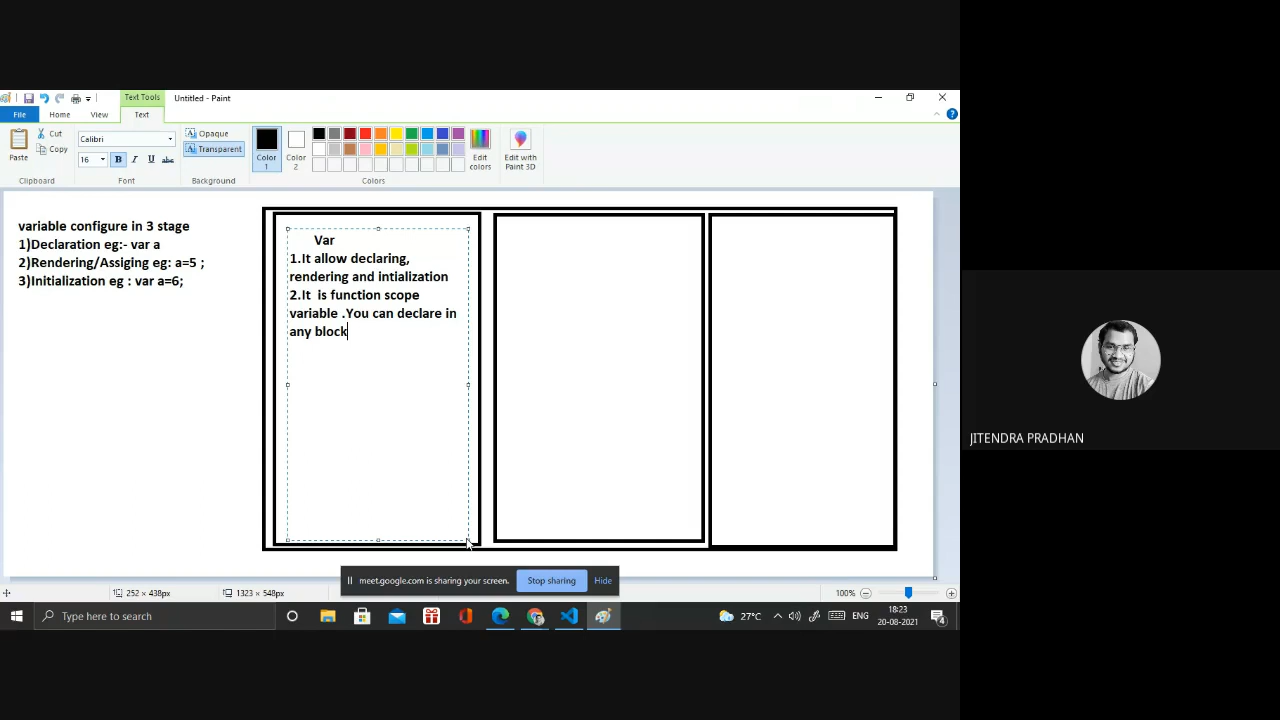 Text Tools
Untitled - Paint
File
Home
View
Text
Paste
Cut
Copy
Clipboard
Calibri
16
B
I
U
abc
Font
Opaque
Transparent
Background
Color
1
Color
2
Edit
colors
Colors
Edit with
Paint 3D
variable configure in 3 stage
1)Declaration eg:- var a
2)Rendering/Assiging eg: a=5 ;
3)Initialization eg : var a=6;
Var
1.It allow declaring,
rendering and intialization
2.It is function scope
variable .You can declare in
any block
JITENDRA PRADHAN
meet.google.com is sharing your screen.
Stop sharing
Hide
252 × 438px
1323 × 548px
100%
Type here to search
27°C
ENG
18:23
20-08-2021
4